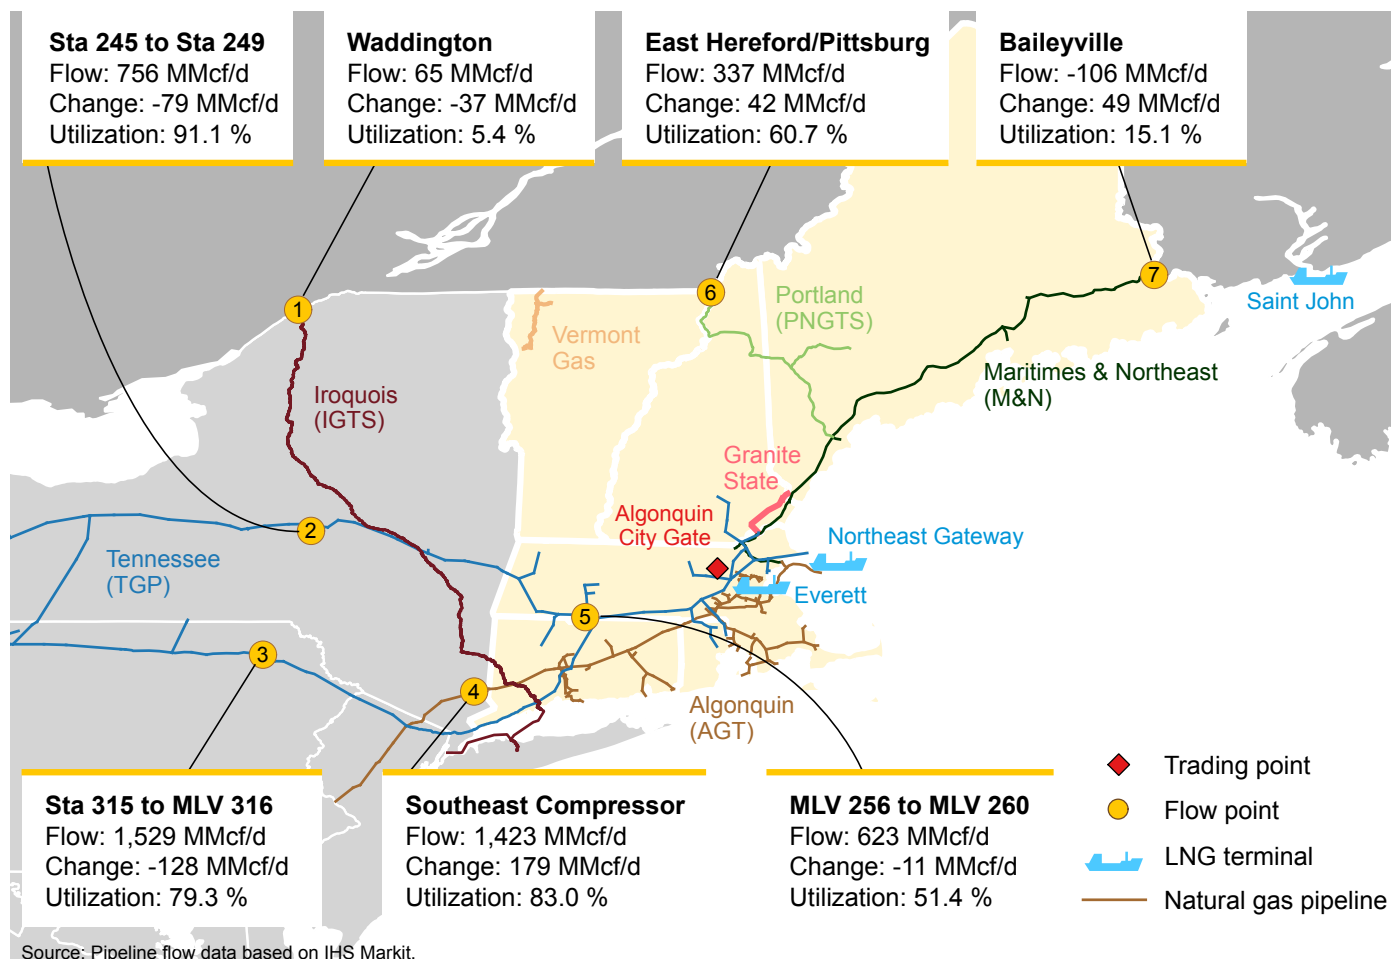 Sta 245 to Sta 249
Flow: 756 MMcf/d
Change: -79 MMcf/d
Utilization: 91.1 %
Waddington
Flow: 65 MMcf/d
Change: -37 MMcf/d
Utilization: 5.4 %
East Hereford/Pittsburg
Flow: 337 MMcf/d
Change: 42 MMcf/d
Utilization: 60.7 %
Baileyville
Flow: -106 MMcf/d
Change: 49 MMcf/d
Utilization: 15.1 %
1
6
7
Saint John
Portland
(PNGTS)
Vermont
Gas
Maritimes & Northeast
(M&N)
Iroquois
(IGTS)
Granite
State
Algonquin
City Gate
2
Northeast Gateway
Tennessee
(TGP)
Everett
5
3
4
Algonquin
(AGT)
Sta 315 to MLV 316
Flow: 1,529 MMcf/d
Change: -128 MMcf/d
Utilization: 79.3 %
Southeast Compressor
Flow: 1,423 MMcf/d
Change: 179 MMcf/d
Utilization: 83.0 %
MLV 256 to MLV 260
Flow: 623 MMcf/d
Change: -11 MMcf/d
Utilization: 51.4 %
Trading point
Flow point
LNG terminal
Natural gas pipeline
Source: Pipeline flow data based on IHS Markit.